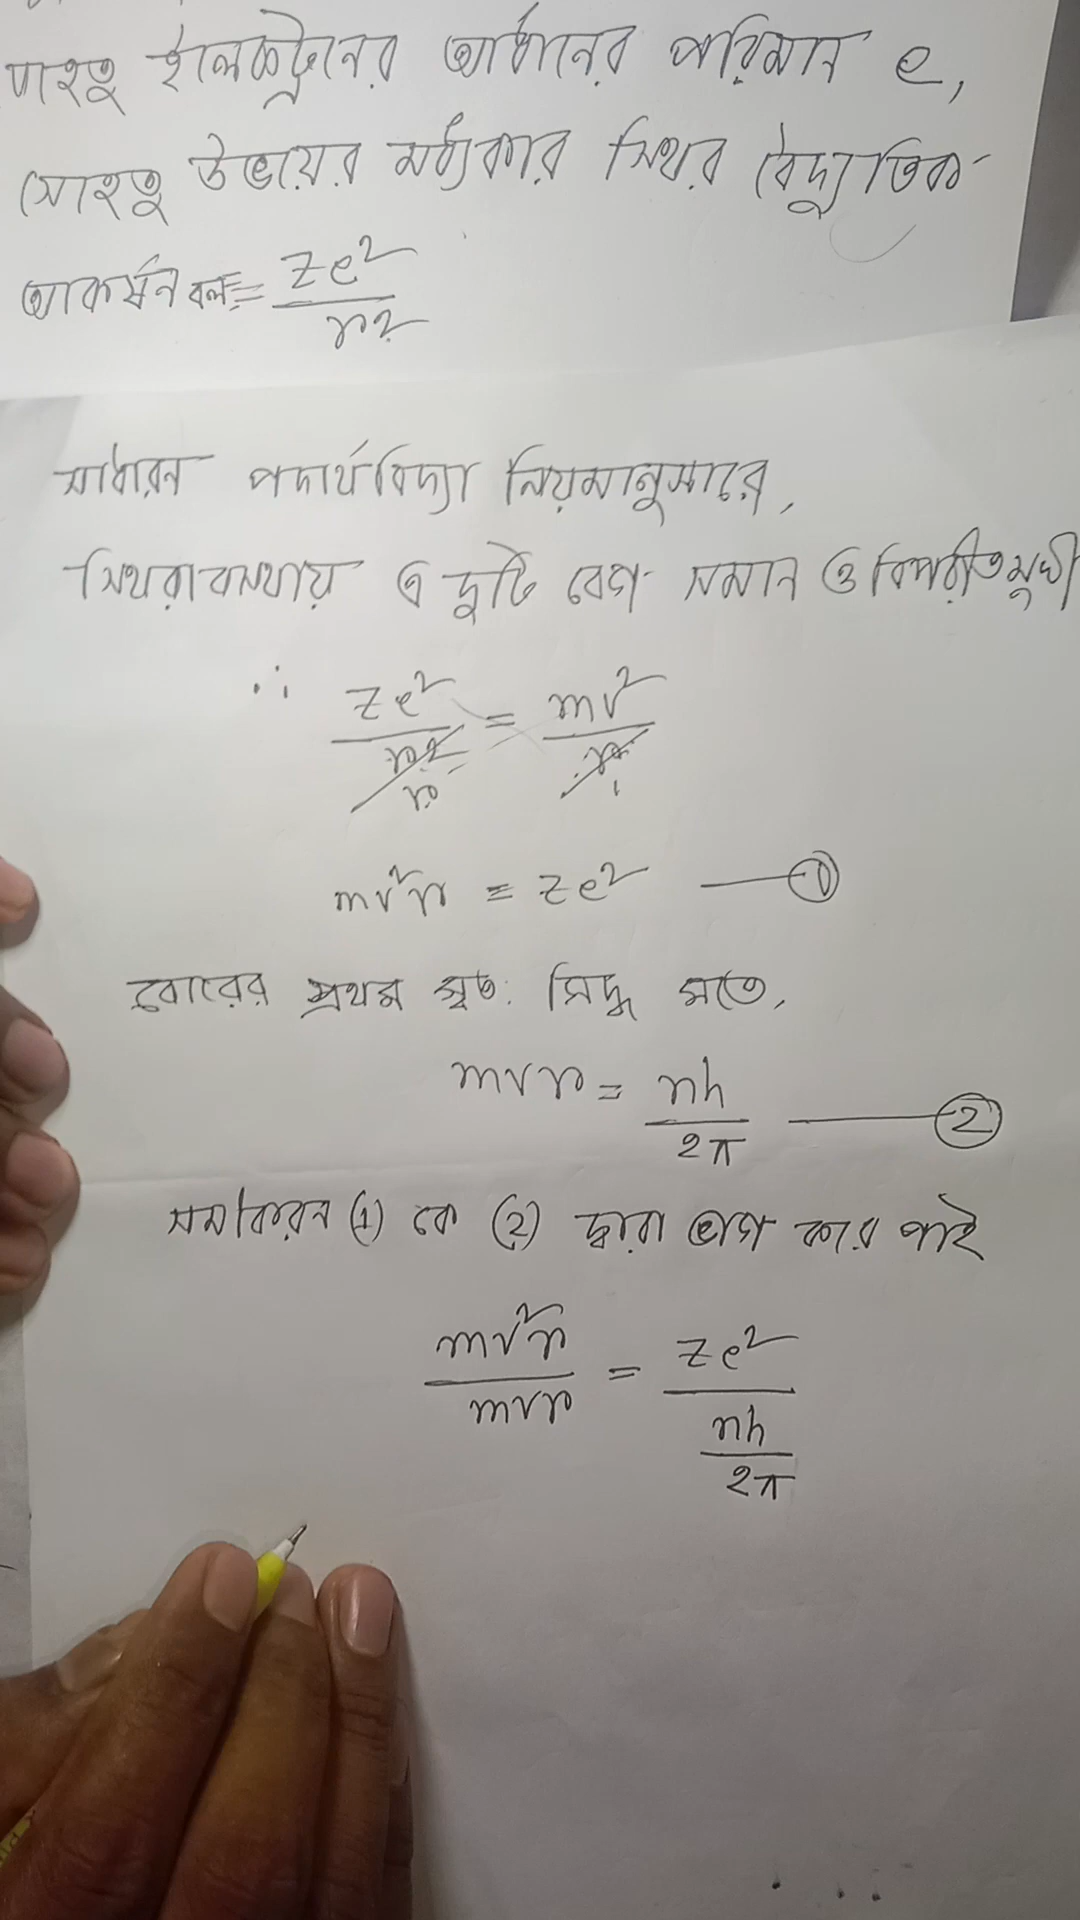 যেহেতু ইলেকট্রনের আধানের পরিমান e,
সেহেতু উভয়ের মধ্যকার স্থির বৈদ্যুতিক
আকর্ষন বল = ze²/r²
সাধারন পদার্থবিদ্যা নিয়মানুসারে,
স্থিরাবস্থায় এ দুটি বেগ সমান ও বিপরীতমুখী
∴ ze²/r² = mv²/r
mv²r = ze² —— ①
বোরের প্রথম স্বত: সিদ্ধ মতে,
mvr = nh/2π —— ②
সমীকরন (1) কে (2) দ্বারা ভাগ করে পাই
mv²r/mvr = ze²/(nh/2π)